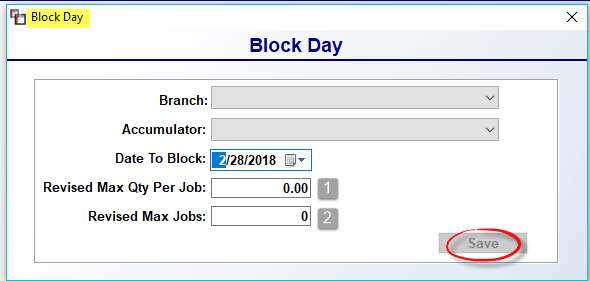 Block Day
Block Day
Branch:
Accumulator:
Date To Block: 2/28/2018
Revised Max Qty Per Job: 0.00 1
Revised Max Jobs: 0 2
Save